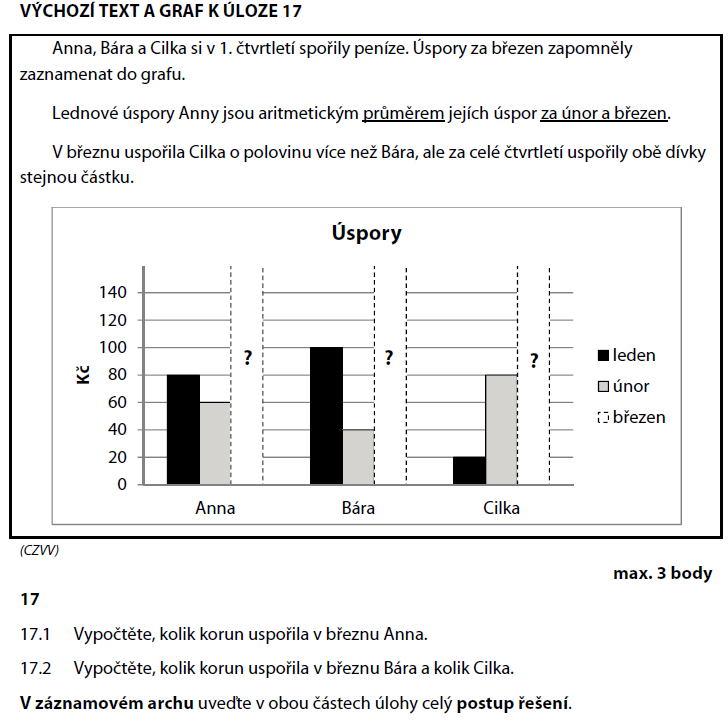 VÝCHOZÍ TEXT A GRAF K ÚLOZE 17
Anna, Bára a Cilka si v 1. čtvrtletí spořily peníze. Úspory za březen zapomněly
zaznamenat do grafu.
Lednové úspory Anny jsou aritmetickým průměrem jejích úspor za únor a březen.
V březnu uspořila Cilka o polovinu více než Bára, ale za celé čtvrtletí uspořily obě dívky
stejnou částku.
Úspory
140
120
100
80
60
40
20
0
Kč
?
?
?
leden
únor
březen
Anna
Bára
Cilka
(CZVV)
max. 3 body
17
17.1 Vypočtěte, kolik korun uspořila v březnu Anna.
17.2 Vypočtěte, kolik korun uspořila v březnu Bára a kolik Cilka.
V záznamovém archu uveďte v obou částech úlohy celý postup řešení.